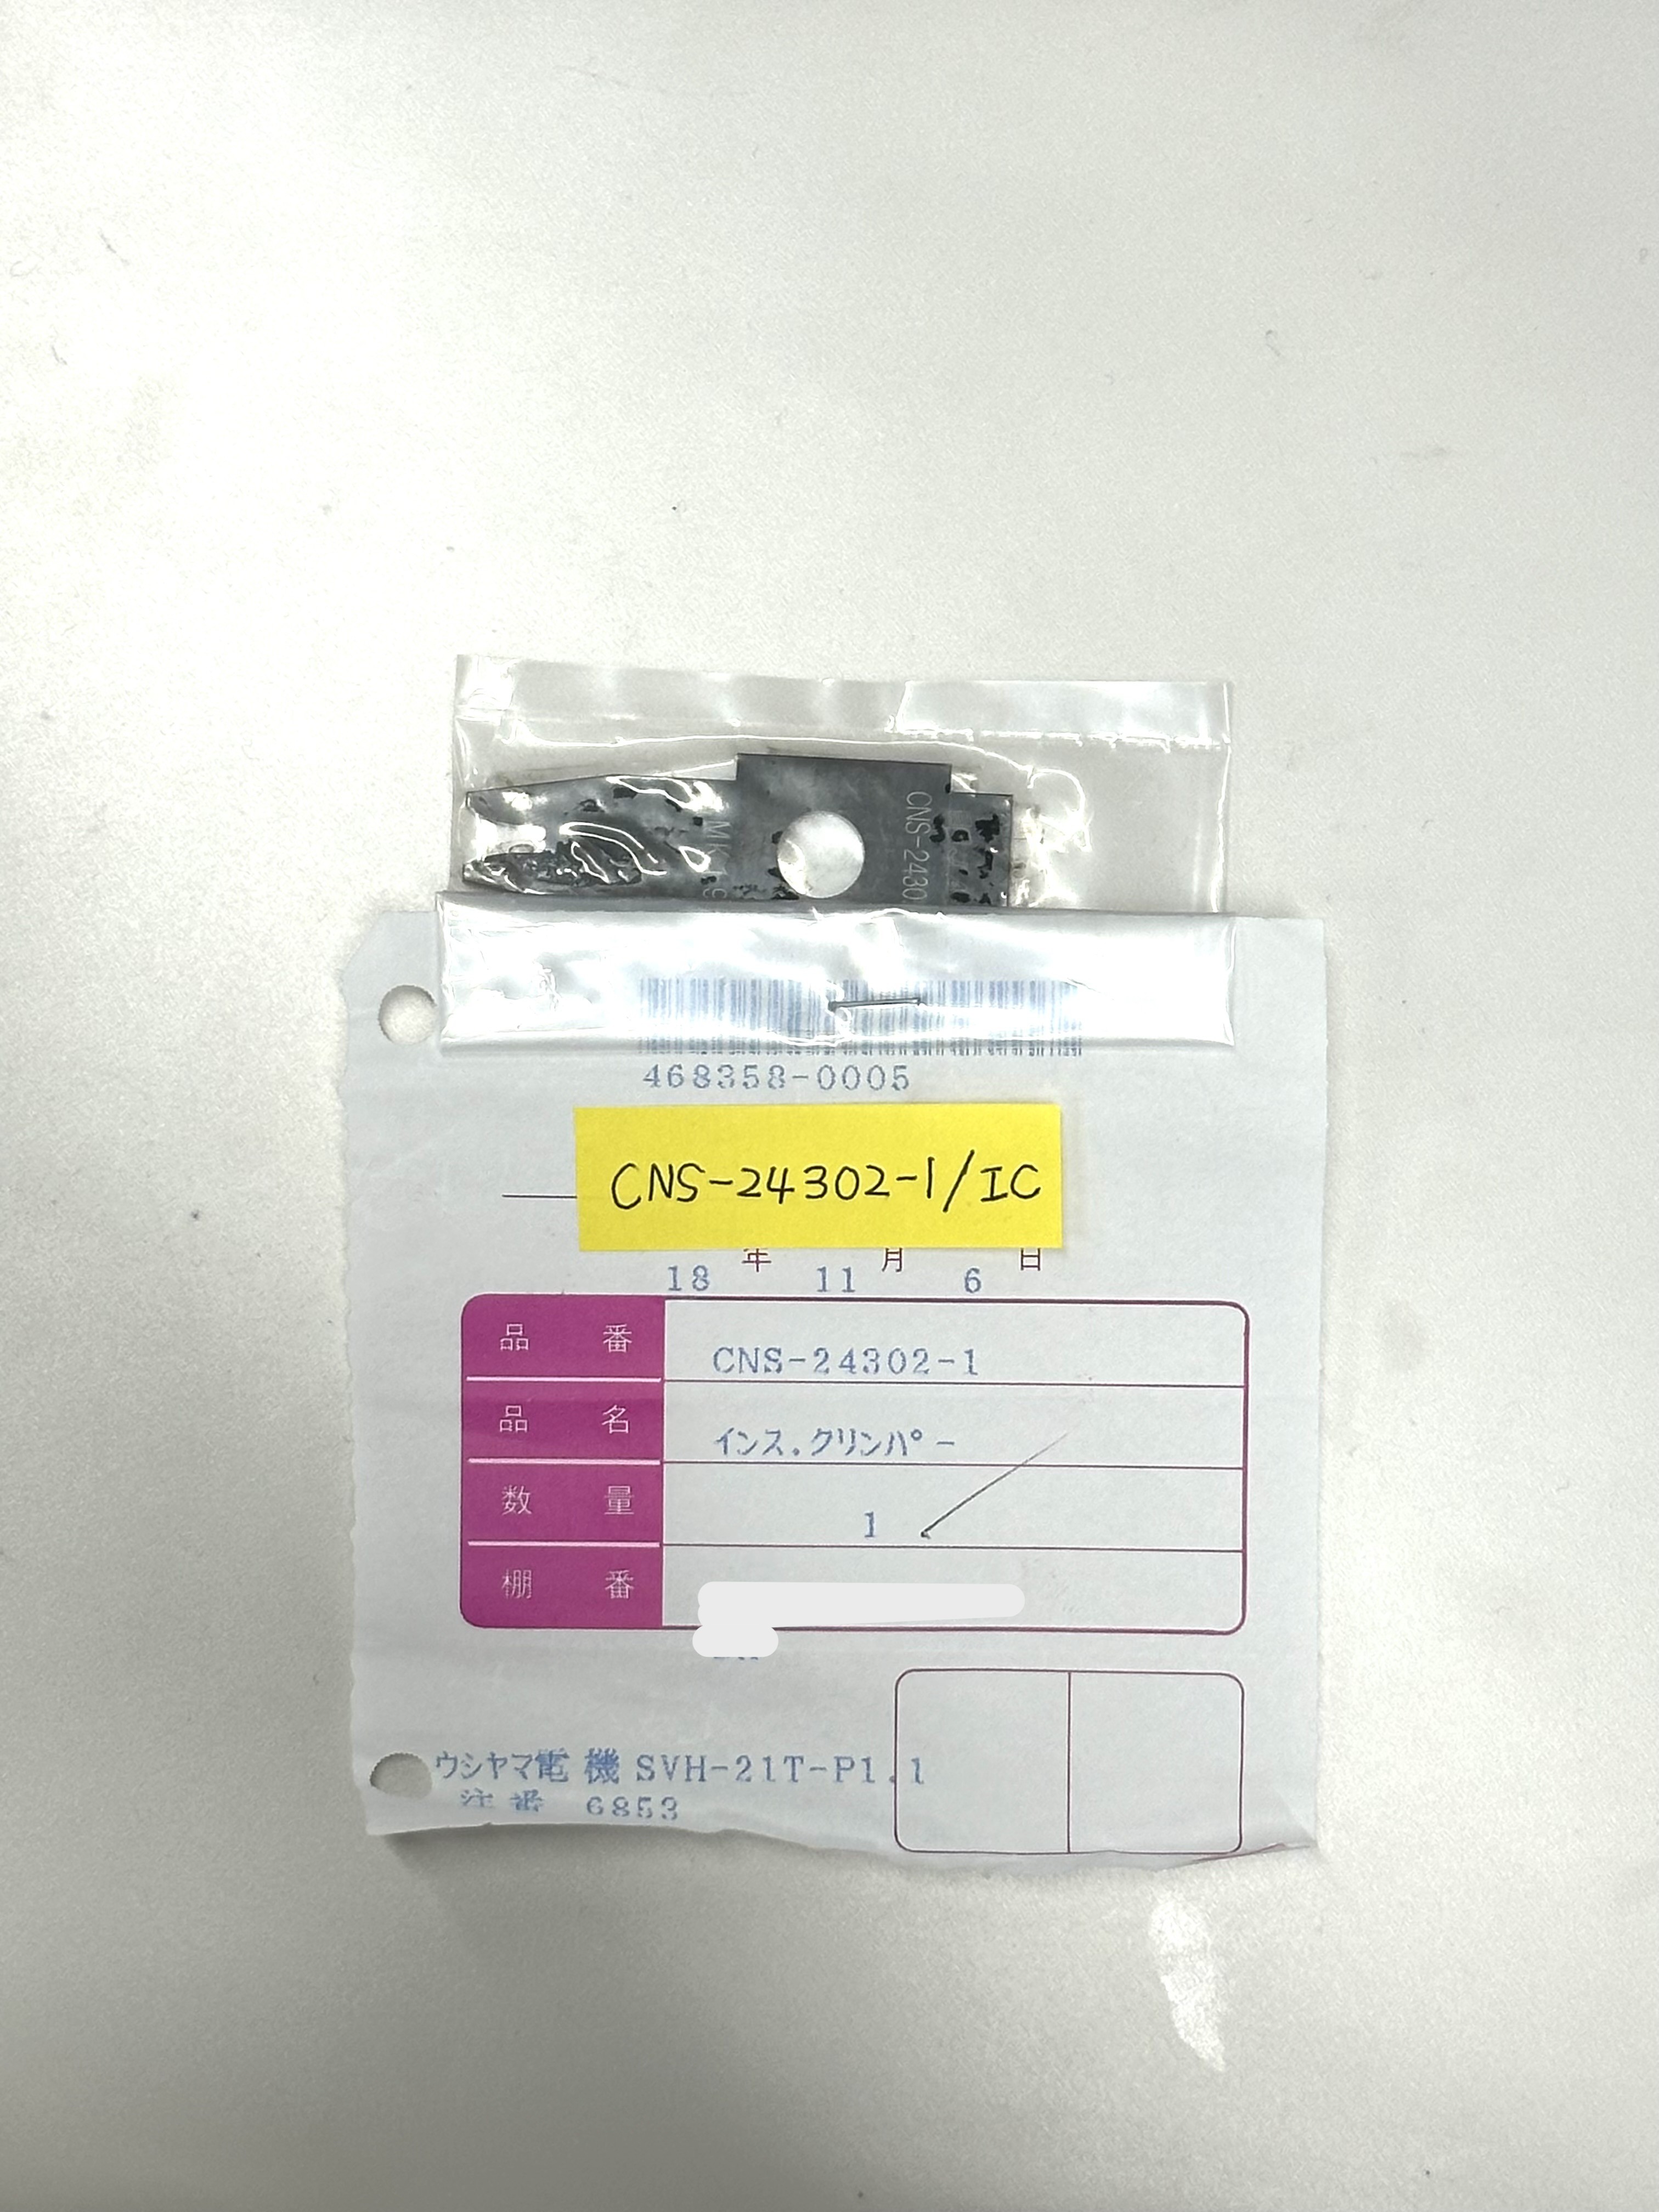 CNS-2430
468358-0005
CNS-24302-1/IC
年 月 日
18 11 6
品番 CNS-24302-1
品名 インス.クリンパー
数量 1
棚番
ウシヤマ電機 SVH-21T-P1.1
注番 6853